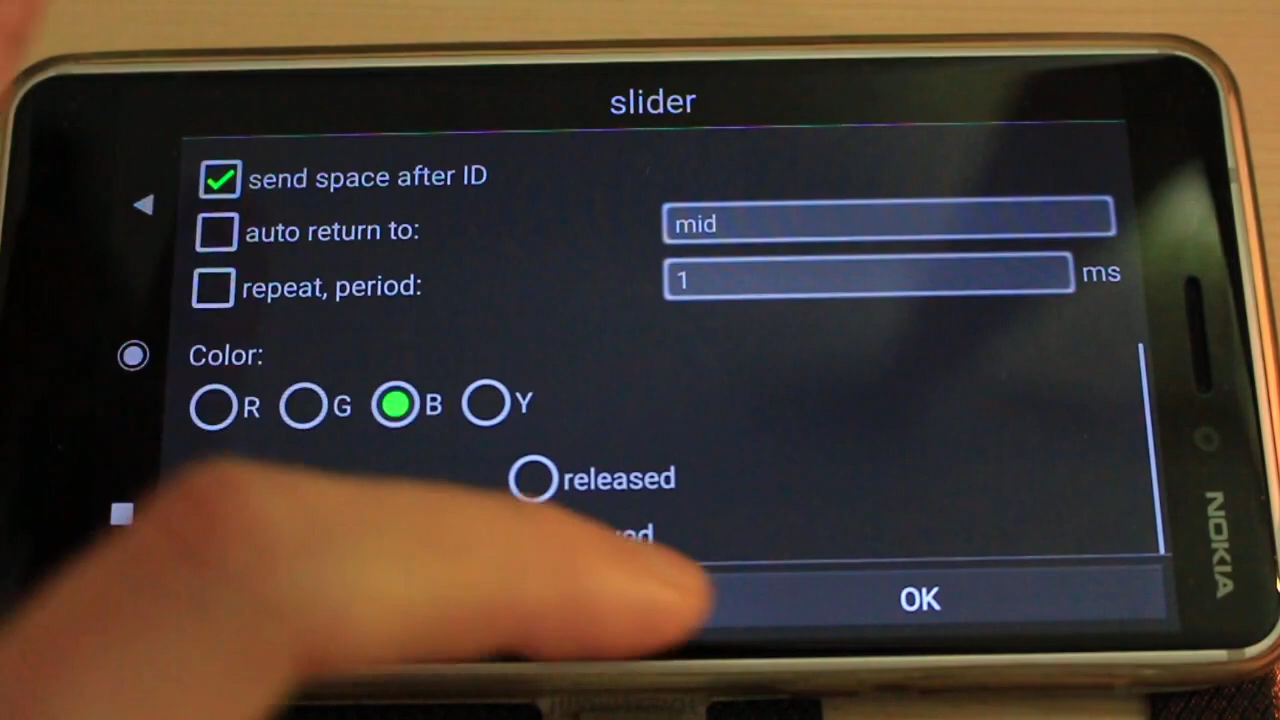 slider
send space after ID
auto return to:
mid
repeat, period:
1
ms
Color:
R
G
B
Y
released
OK
NOKIA